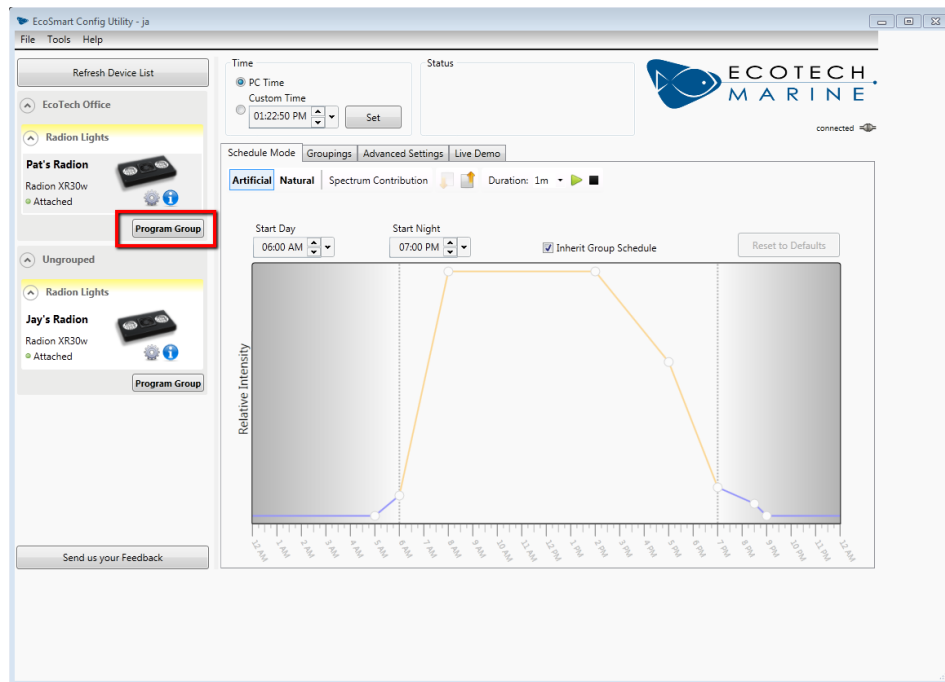 EcoSmart Config Utility - ja
File Tools Help
Refresh Device List
EcoTech Office
Radion Lights
Pat's Radion
Radion XR30w
Attached
Program Group
Ungrouped
Radion Lights
Jay's Radion
Radion XR30w
Attached
Program Group
Send us your Feedback
Time
PC Time
Custom Time
01:22:50 PM
Set
Status
ECOTECH
MARINE
connected
Schedule Mode Groupings Advanced Settings Live Demo
Artificial Natural Spectrum Contribution Duration: 1m
Start Day
06:00 AM
Start Night
07:00 PM
Inherit Group Schedule
Reset to Defaults
Relative Intensity
12 AM 1 AM 2 AM 3 AM 4 AM 5 AM 6 AM 7 AM 8 AM 9 AM 10 AM 11 AM 12 PM 1 PM 2 PM 3 PM 4 PM 5 PM 6 PM 7 PM 8 PM 9 PM 10 PM 11 PM 12 AM